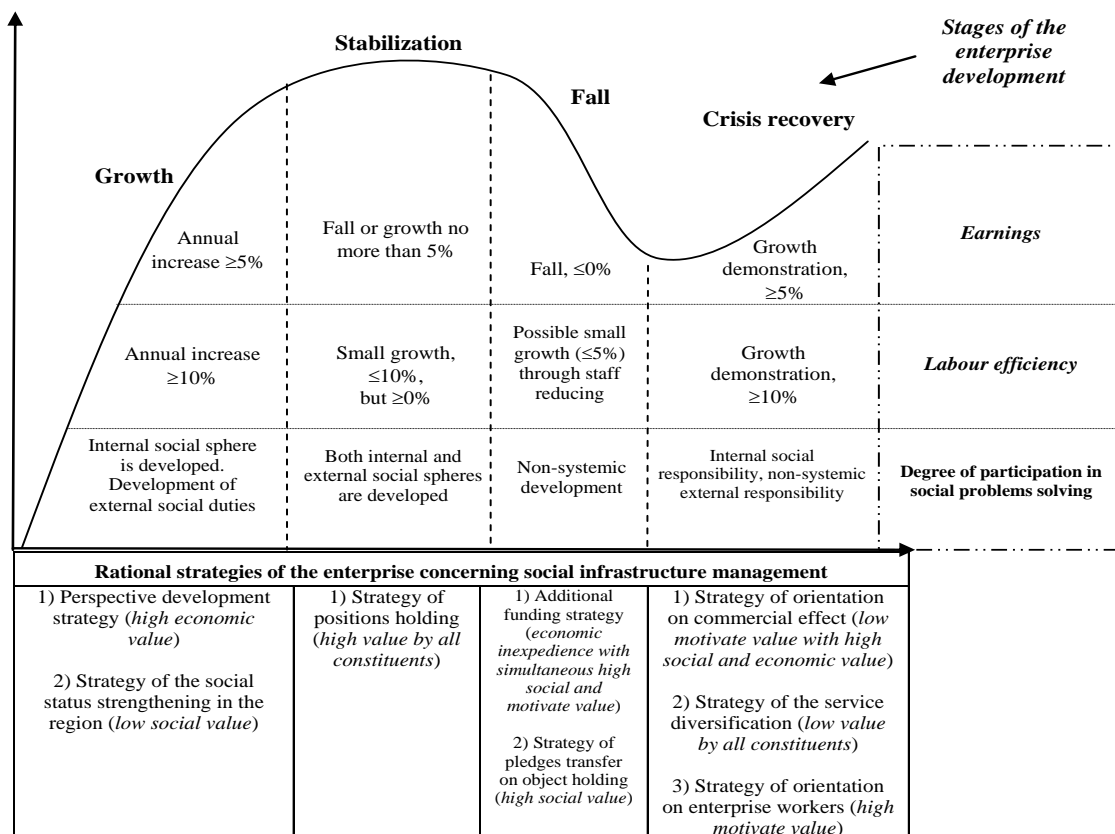 Stabilization
Stages of the
enterprise
development
Fall
Crisis recovery
Growth
Annual
increase ≥5%
Fall or growth no
more than 5%
Fall, ≤0%
Growth
demonstration,
≥5%
Earnings
Annual increase
≥10%
Small growth,
≤10%,
but ≥0%
Possible small
growth (≤5%)
through staff
reducing
Growth
demonstration,
≥10%
Labour efficiency
Internal social sphere
is developed.
Development of
external social duties
Both internal and
external social spheres
are developed
Non-systemic
development
Internal social
responsibility, non-systemic
external responsibility
Degree of participation in
social problems solving
Rational strategies of the enterprise concerning social infrastructure management
1) Perspective development
strategy (high economic
value)
2) Strategy of the social
status strengthening in the
region (low social value)
1) Strategy of
positions holding
(high value by all
constituents)
1) Additional
funding strategy
(economic
inexpedience with
simultaneous high
social and
motivate value)
2) Strategy of
pledges transfer
on object holding
(high social value)
1) Strategy of orientation
on commercial effect (low
motivate value with high
social and economic value)
2) Strategy of the service
diversification (low value
by all constituents)
3) Strategy of orientation
on enterprise workers (high
motivate value)